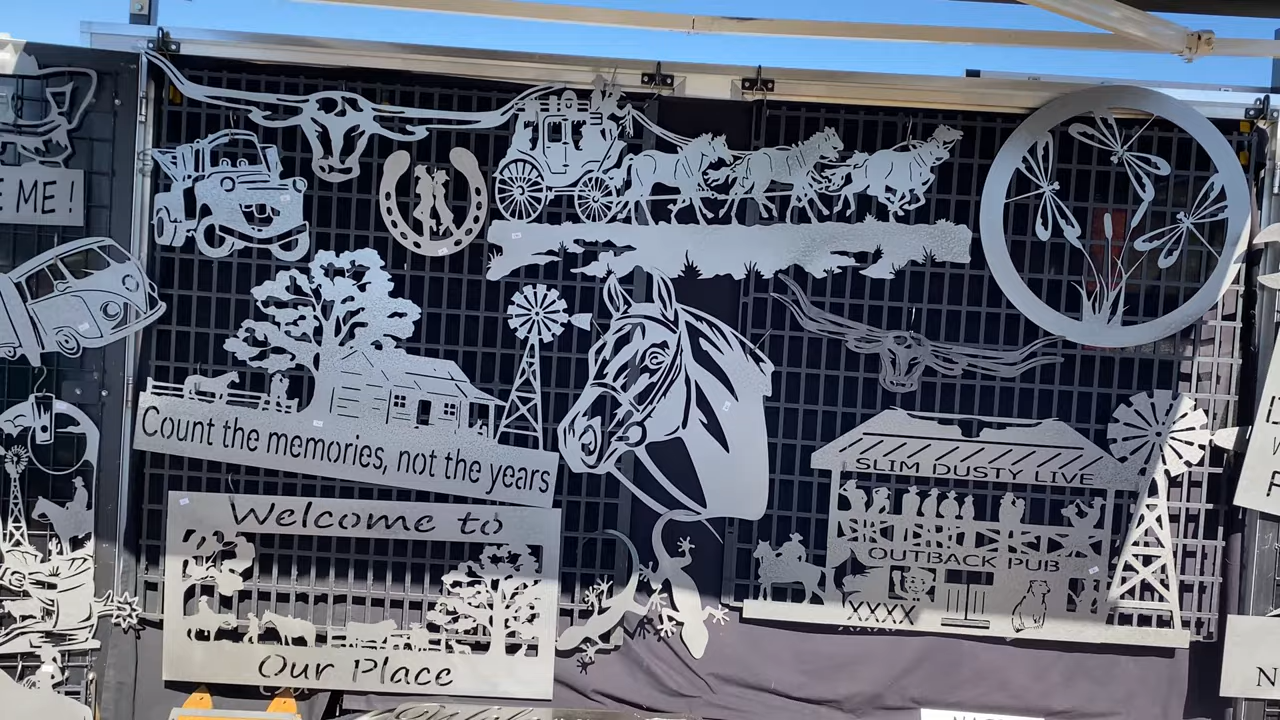 E ME !
Count the memories, not the years
Welcome to
Our Place
SLIM DUSTY LIVE
OUTBACK PUB
XXXX